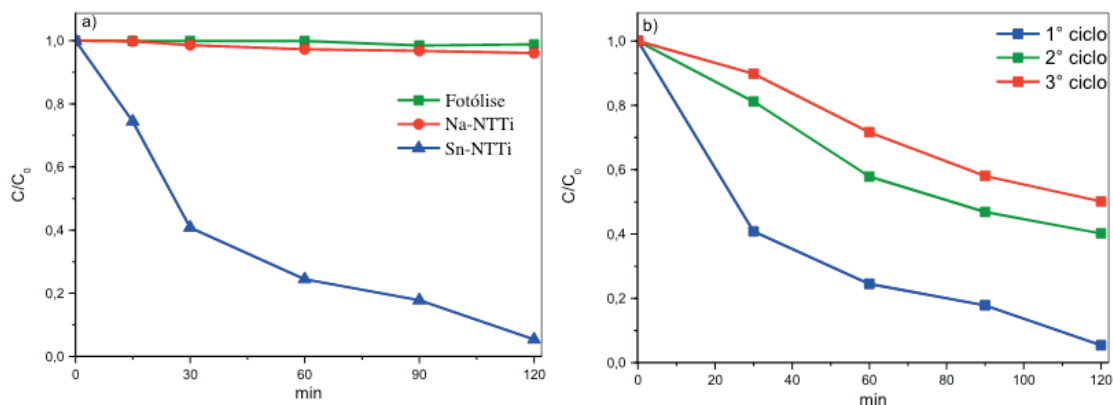 a)
1,0
0,8
0,6
0,4
0,2
0,0
C/C0
Fotólise
Na-NTTi
Sn-NTTi
0 30 60 90 120
min
b)
1,0
0,8
0,6
0,4
0,2
0,0
C/C0
1° ciclo
2° ciclo
3° ciclo
0 20 40 60 80 100 120
min